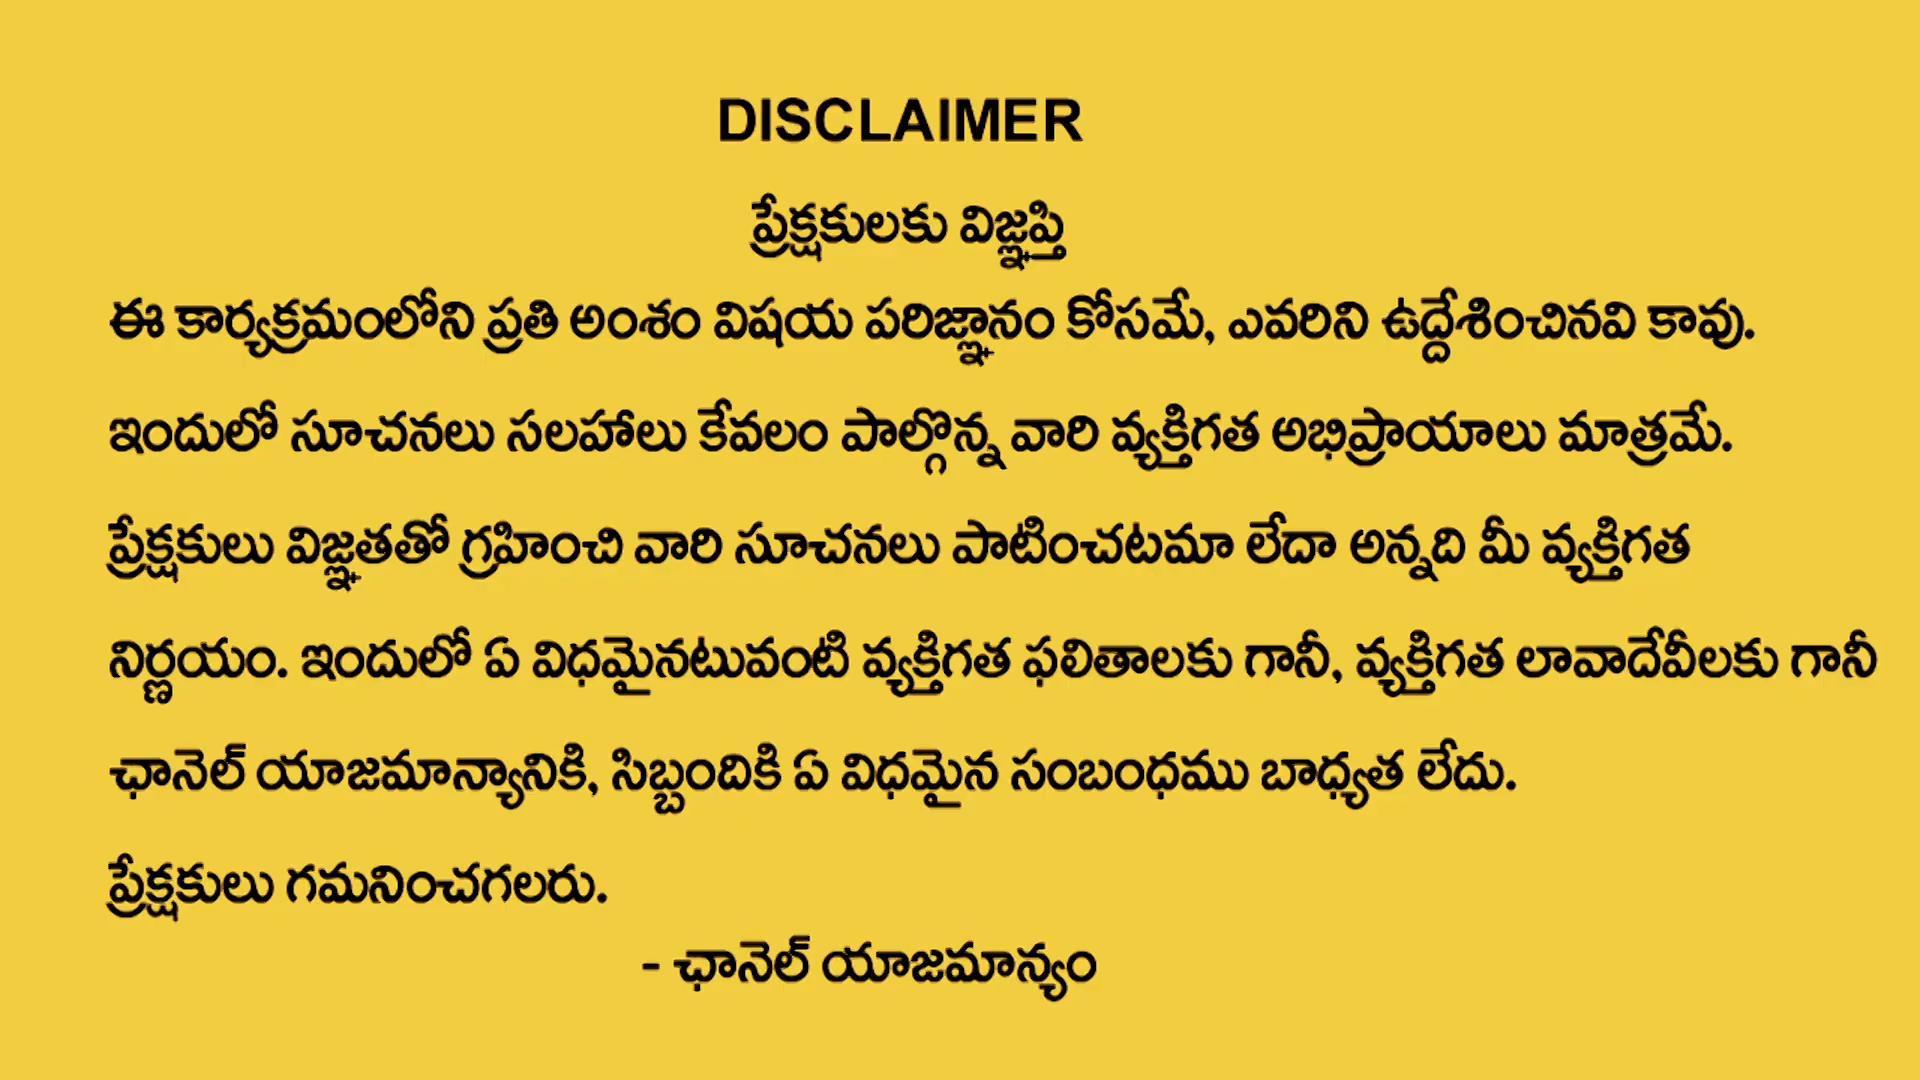 DISCLAIMER
ప్రేక్షకులకు విజ్ఞప్తి
ఈ కార్యక్రమంలోని ప్రతి అంశం విషయ పరిజ్ఞానం కోసమే, ఎవరిని ఉద్దేశించినవి కావు.
ఇందులో సూచనలు సలహాలు కేవలం పాల్గొన్న వారి వ్యక్తిగత అభిప్రాయాలు మాత్రమే.
ప్రేక్షకులు విజ్ఞతతో గ్రహించి వారి సూచనలు పాటించటమా లేదా అన్నది మీ వ్యక్తిగత
నిర్ణయం. ఇందులో ఏ విధమైనటువంటి వ్యక్తిగత ఫలితాలకు గానీ, వ్యక్తిగత లావాదేవీలకు గానీ
ఛానెల్ యాజమాన్యానికి, సిబ్బందికి ఏ విధమైన సంబంధము బాధ్యత లేదు.
ప్రేక్షకులు గమనించగలరు.
- ఛానెల్ యాజమాన్యం